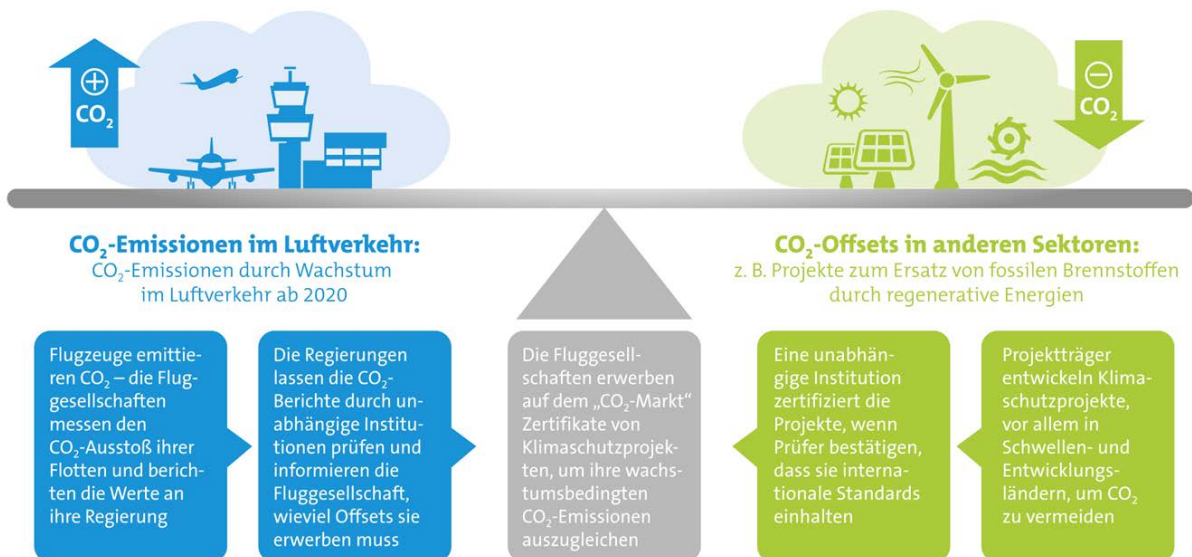 CO₂
CO₂
CO₂-Emissionen im Luftverkehr:
CO₂-Emissionen durch Wachstum
im Luftverkehr ab 2020
CO₂-Offsets in anderen Sektoren:
z. B. Projekte zum Ersatz von fossilen Brennstoffen
durch regenerative Energien
Flugzeuge emittie-
ren CO₂ – die Flug-
gesellschaften
messen den
CO₂-Ausstoß ihrer
Flotten und berich-
ten die Werte an
ihre Regierung
Die Regierungen
lassen die CO₂-
Berichte durch un-
abhängige Institu-
tionen prüfen und
informieren die
Fluggesellschaft,
wieviel Offsets sie
erwerben muss
Die Fluggesell-
schaften erwerben
auf dem „CO₂-Markt“
Zertifikate von
Klimaschutzprojek-
ten, um ihre wachs-
tumsbedingten
CO₂-Emissionen
auszugleichen
Eine unabhän-
gige Institution
zertifiziert die
Projekte, wenn
Prüfer bestätigen,
dass sie interna-
tionale Standards
einhalten
Projektträger
entwickeln Klima-
schutzprojekte,
vor allem in
Schwellen- und
Entwicklungs-
ländern, um CO₂
zu vermeiden